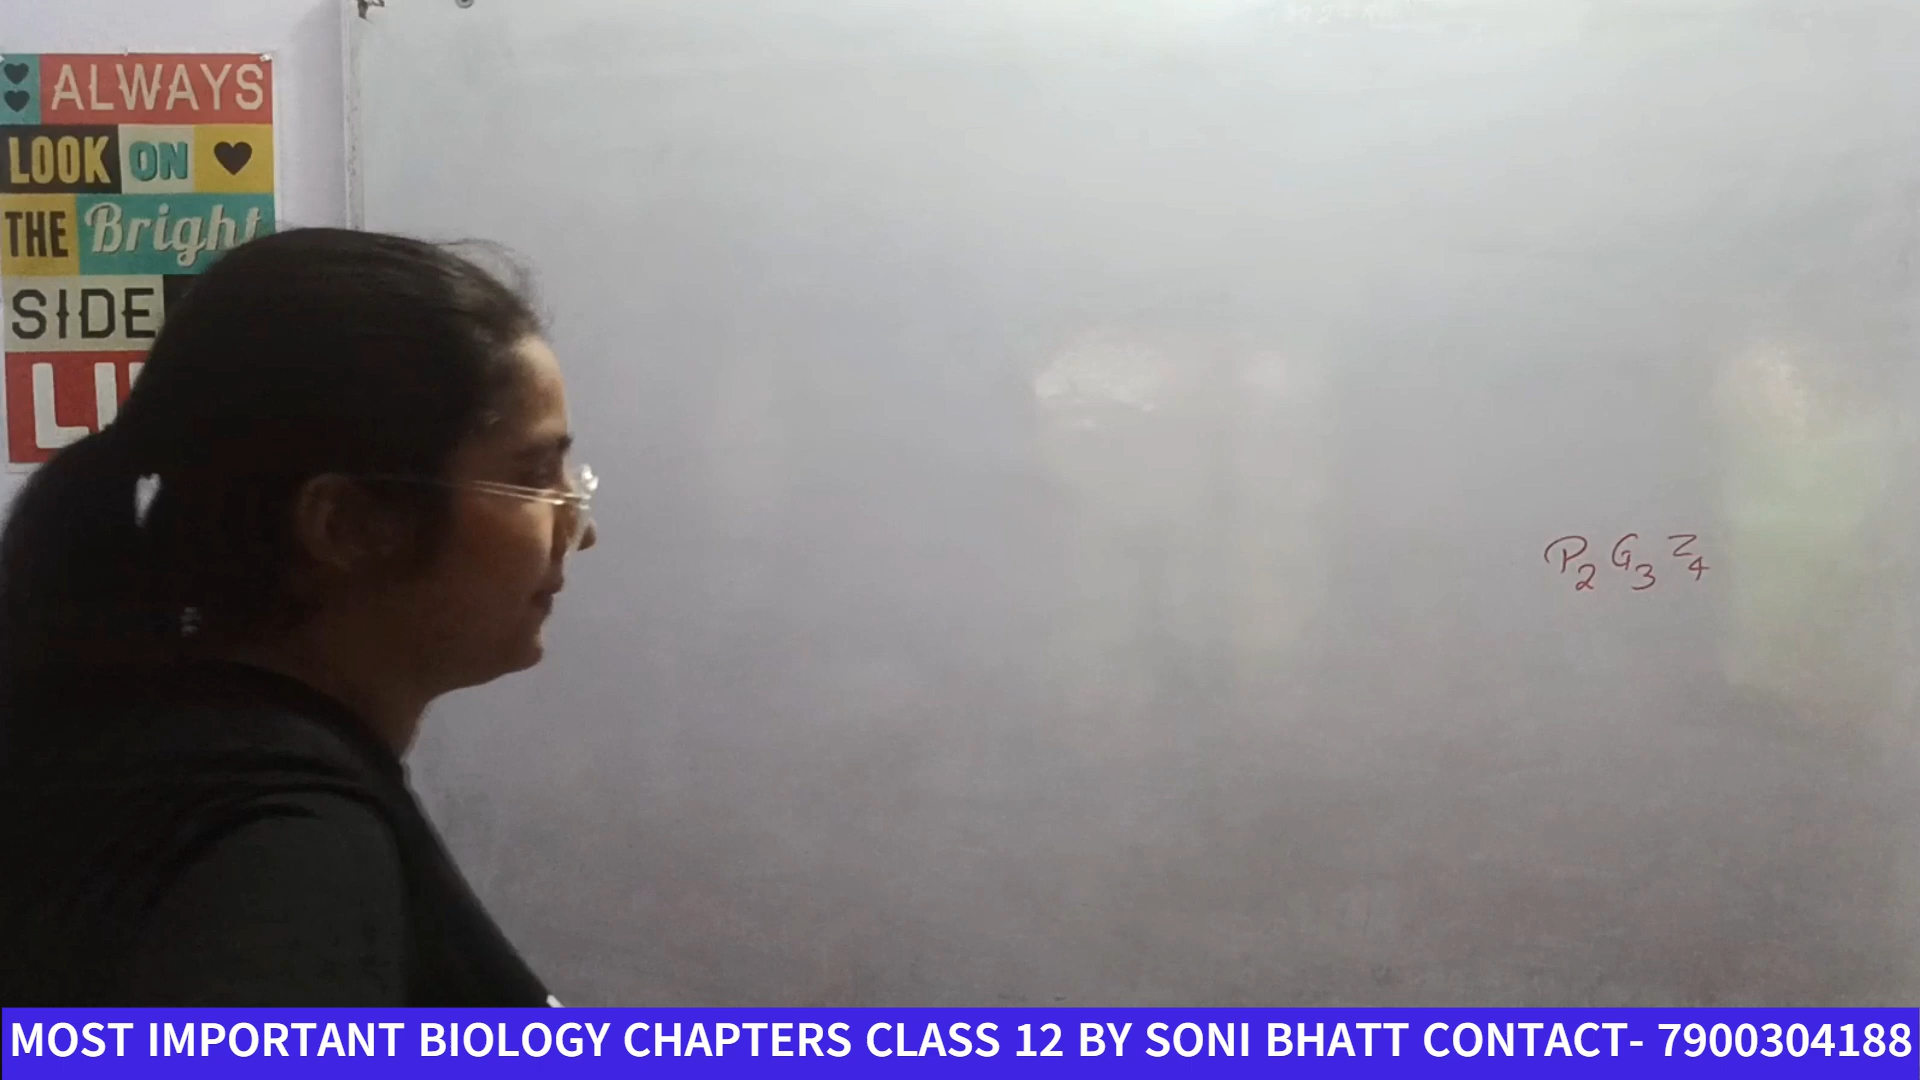 ALWAYS
LOOK ON
THE Bright
SIDE
P2 G3 Z4
MOST IMPORTANT BIOLOGY CHAPTERS CLASS 12 BY SONI BHATT CONTACT- 7900304188